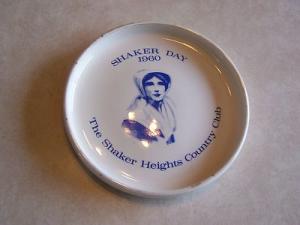 SHAKER DAY
1960
The Shaker Heights Country Club